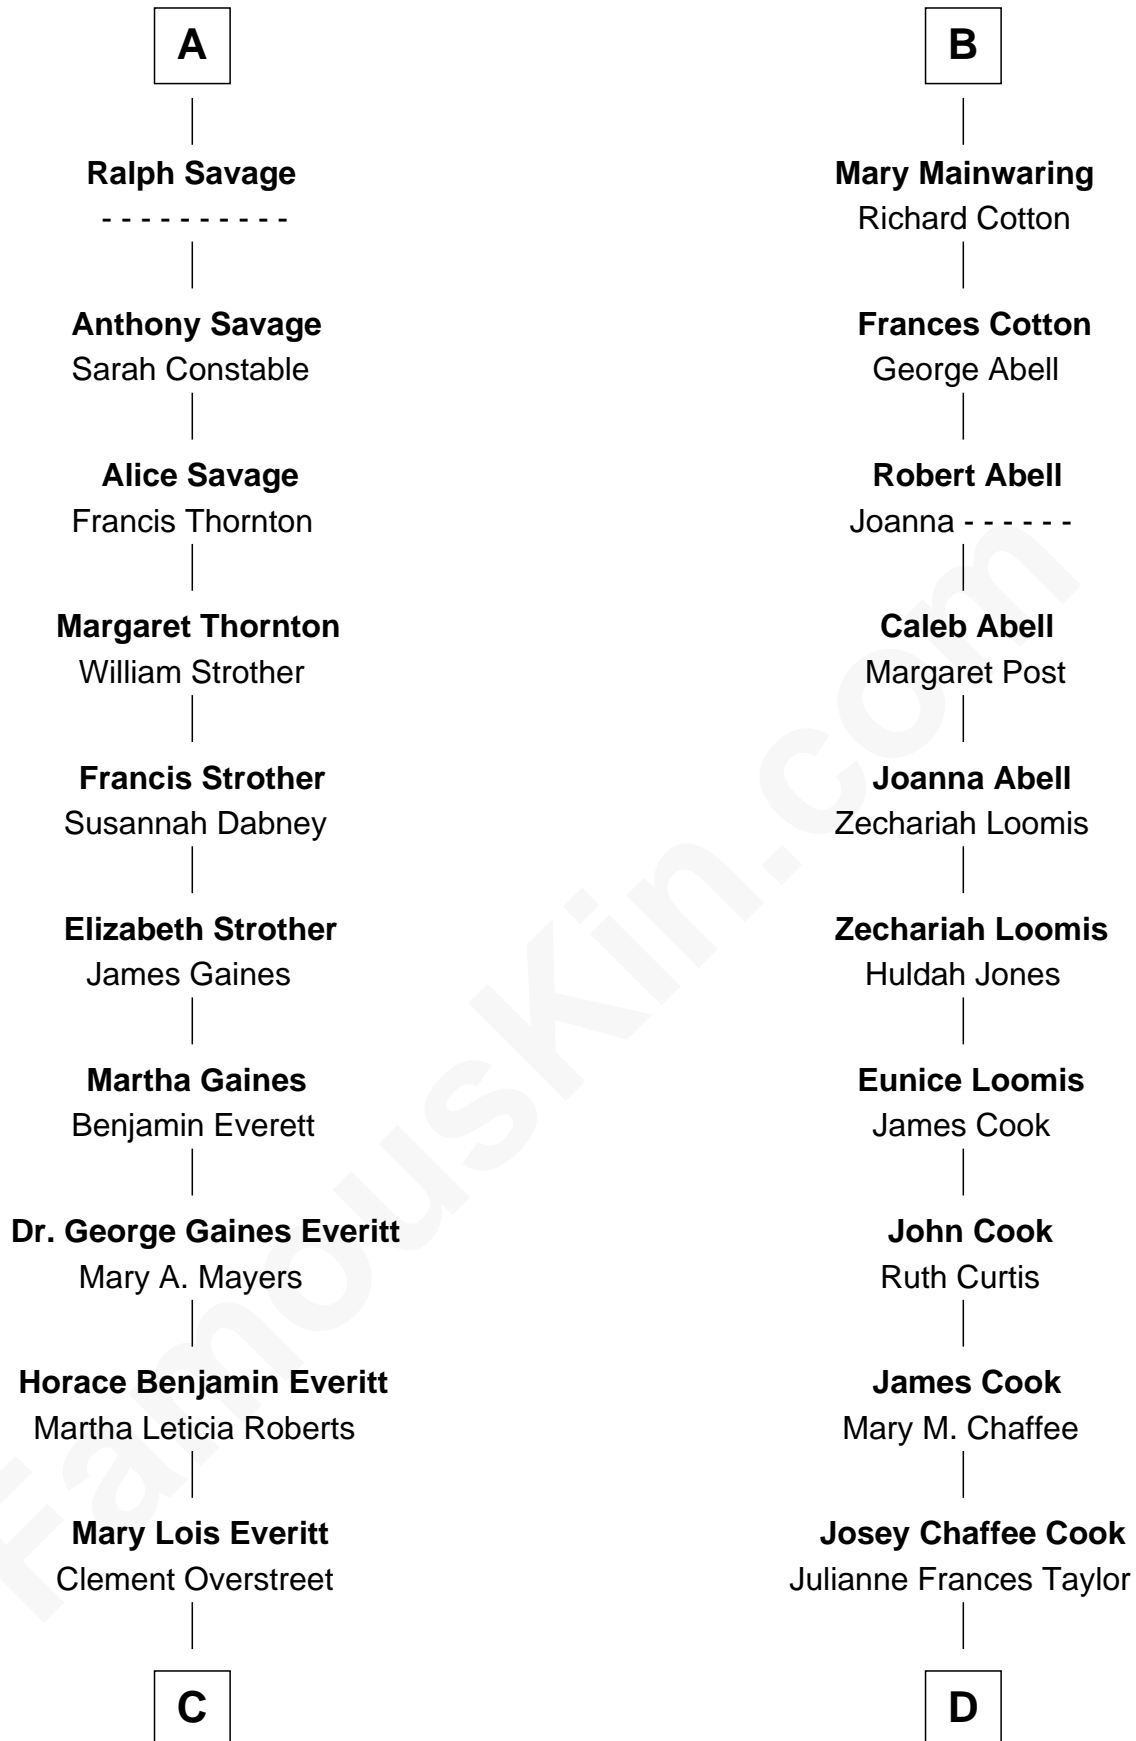 A
Ralph Savage
- - - - - - - - - -
Anthony Savage
Sarah Constable
Alice Savage
Francis Thornton
Margaret Thornton
William Strother
Francis Strother
Susannah Dabney
Elizabeth Strother
James Gaines
Martha Gaines
Benjamin Everett
Dr. George Gaines Everitt
Mary A. Mayers
Horace Benjamin Everitt
Martha Leticia Roberts
Mary Lois Everitt
Clement Overstreet
C
B
Mary Mainwaring
Richard Cotton
Frances Cotton
George Abell
Robert Abell
Joanna - - - - - -
Caleb Abell
Margaret Post
Joanna Abell
Zechariah Loomis
Zechariah Loomis
Huldah Jones
Eunice Loomis
James Cook
John Cook
Ruth Curtis
James Cook
Mary M. Chaffee
Josey Chaffee Cook
Julianne Frances Taylor
D
FamousKin.com